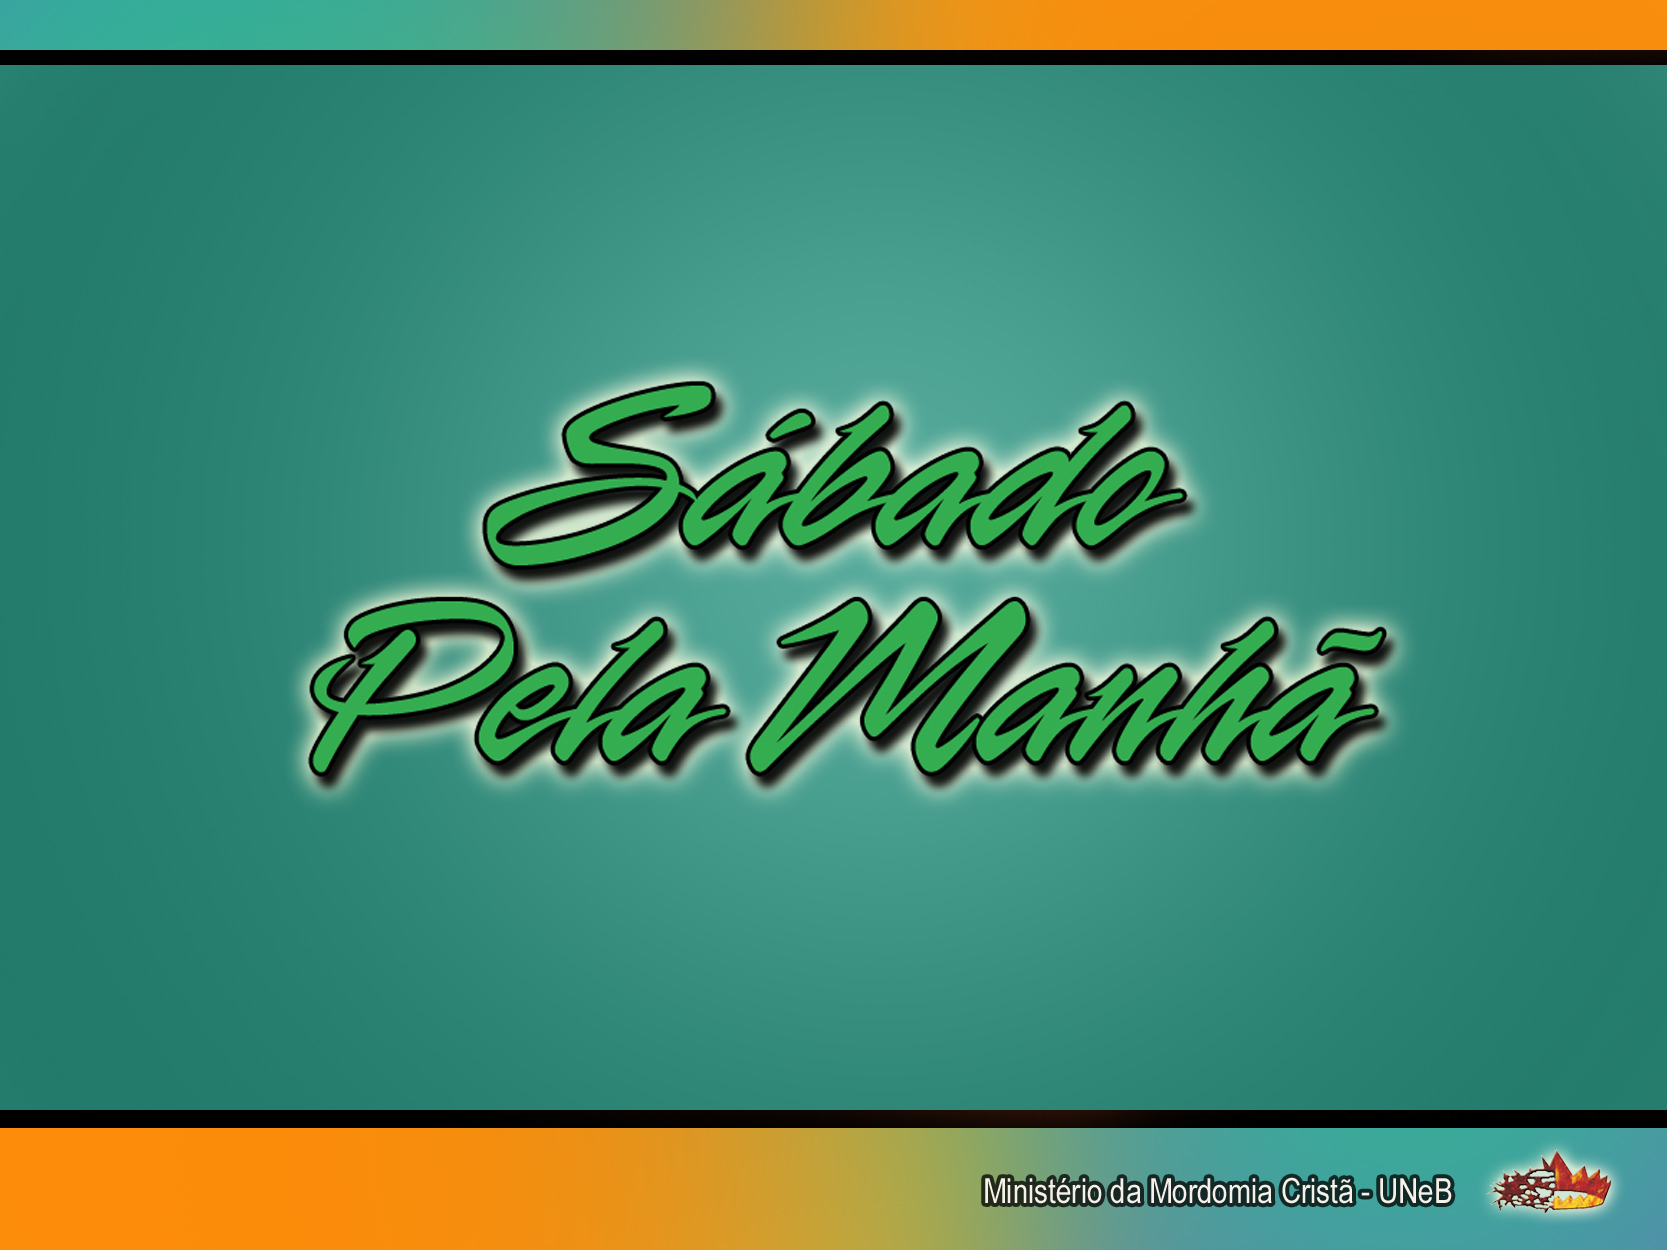 Sábado
Pela Manhã
Ministério da Mordomia Cristã - UNeB